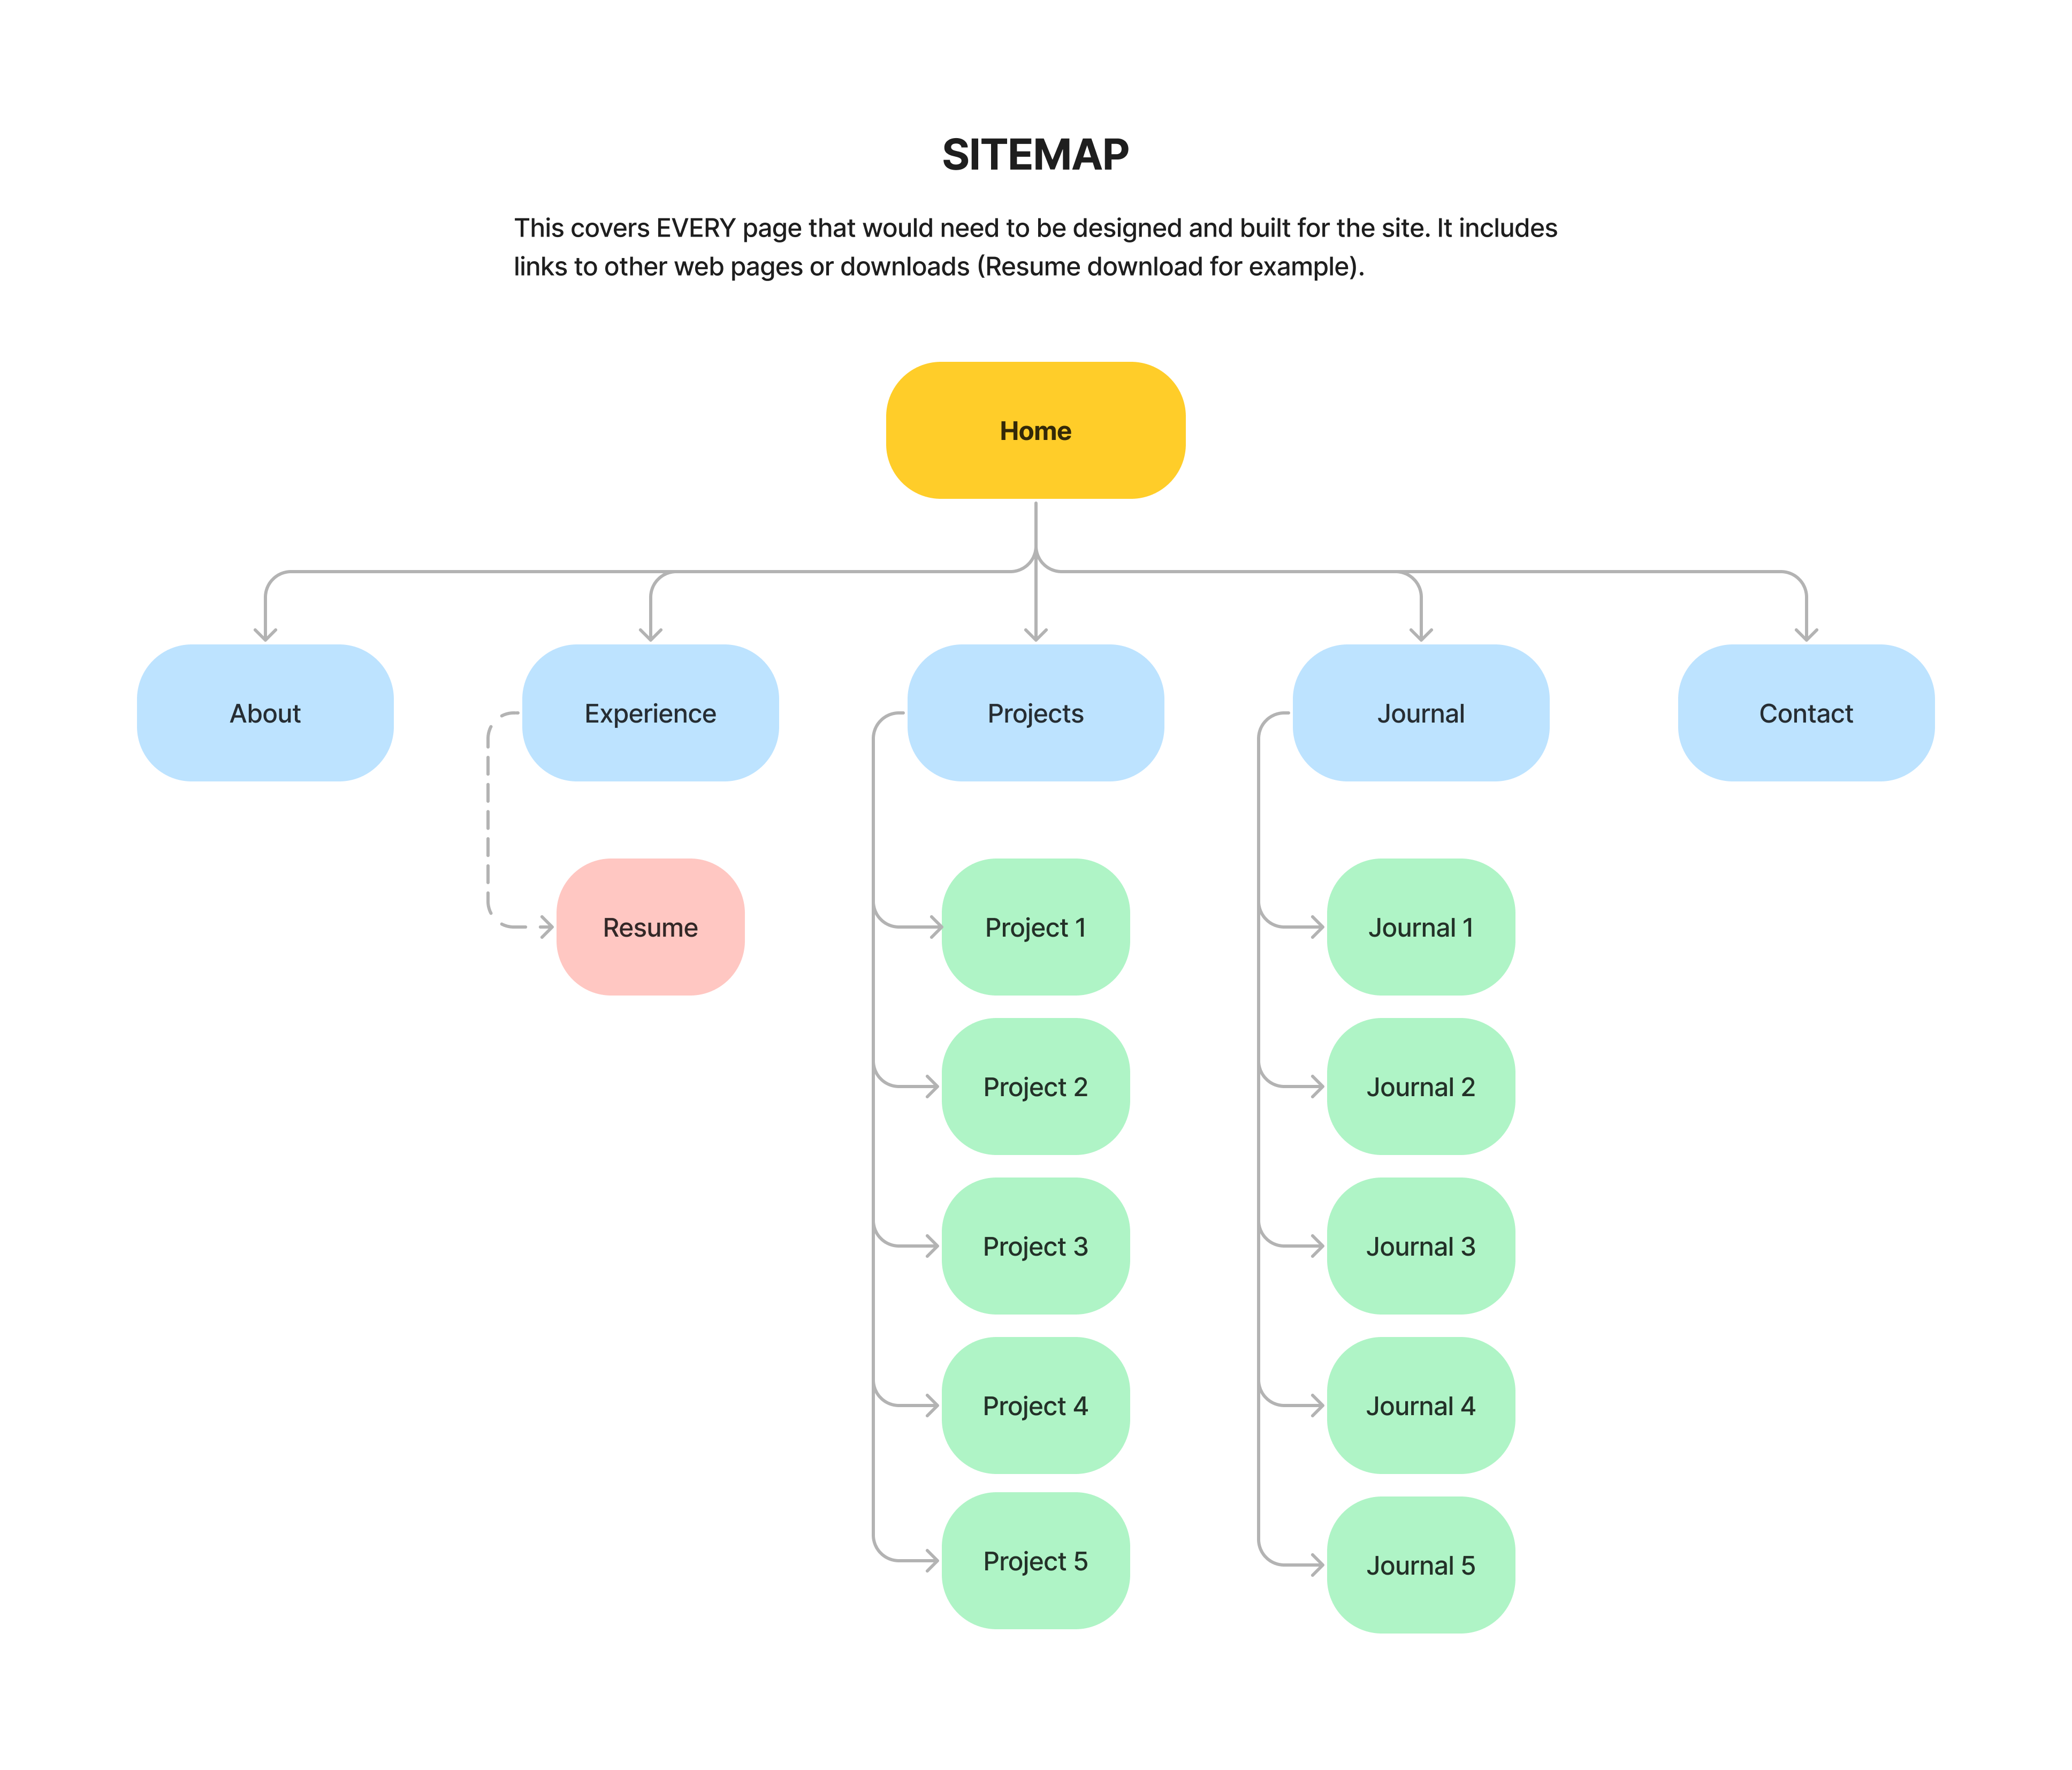 SITEMAP
This covers EVERY page that would need to be designed and built for the site. It includes
links to other web pages or downloads (Resume download for example).
Home
About
Experience
Projects
Journal
Contact
Resume
Project 1
Journal 1
Project 2
Journal 2
Project 3
Journal 3
Project 4
Journal 4
Project 5
Journal 5